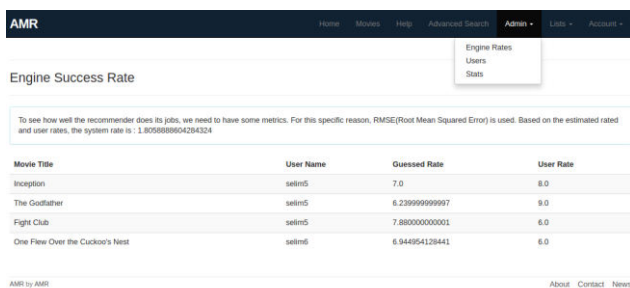 AMR Home Movies Help Advanced Search Admin Lists Account
Engine Rates
Users
Stats
Engine Success Rate
To see how well the recommender does its jobs, we need to have some metrics. For this specific reason, RMSE(Root Mean Squared Error) is used. Based on the estimated rated
and user rates, the system rate is : 1.8058888604284324
Movie Title User Name Guessed Rate User Rate
Inception selim5 7.0 8.0
The Godfather selim5 6.239999999997 9.0
Fight Club selim5 7.880000000001 6.0
One Flew Over the Cuckoo's Nest selim6 6.944954128441 6.0
AMR by AMR About Contact News